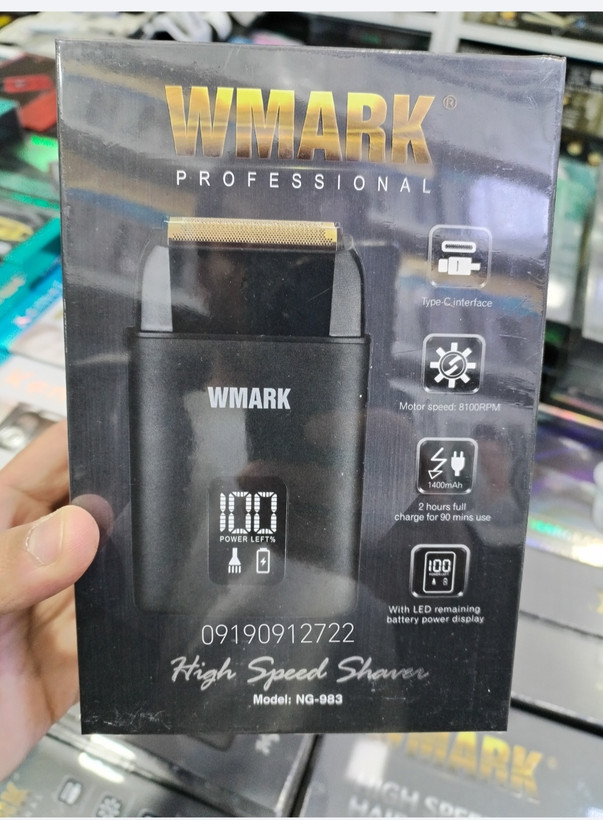 WMARK®
PROFESSIONAL
Type-C interface
WMARK
Motor speed: 8100RPM
1400mAh
2 hours full
charge for 90 mins use
100
POWER LEFT%
100
With LED remaining
battery power display
09190912722
High Speed Shaver
Model: NG-983
WMARK
HIGH SPEED